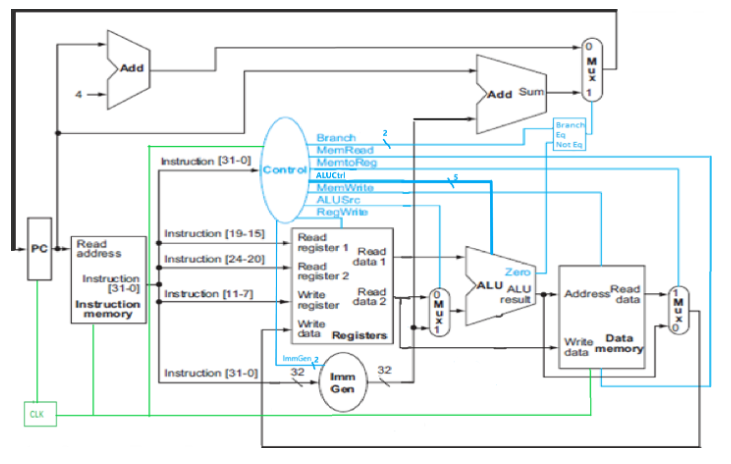 Add
4
Add Sum
0
Mux
1
Branch
2
Branch
Eq
Not Eq
MemRead
MemtoReg
ALUCtrl
5
MemWrite
ALUSrc
RegWrite
Control
Instruction [31-0]
PC
Read
address
Instruction
[31-0]
Instruction
memory
Instruction [19-15]
Instruction [24-20]
Instruction [11-7]
Instruction [31-0]
32
Read
register 1
Read
data 1
Read
register 2
Write
register
Read
data 2
Write
data
Registers
0
Mux
1
Zero
ALU
ALU
result
Address
Read
data
Write
data
Data
memory
1
Mux
0
ImmGen
2
Imm
Gen
32
CLK